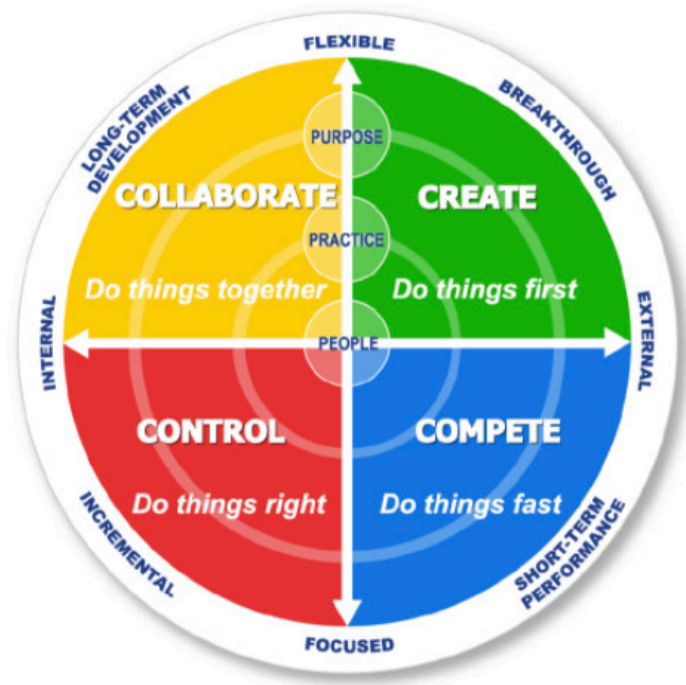 FLEXIBLE
LONG-TERM
DEVELOPMENT
BREAKTHROUGH
PURPOSE
COLLABORATE
CREATE
PRACTICE
Do things together
Do things first
INTERNAL
PEOPLE
EXTERNAL
CONTROL
COMPETE
Do things right
Do things fast
INCREMENTAL
SHORT-TERM
PERFORMANCE
FOCUSED